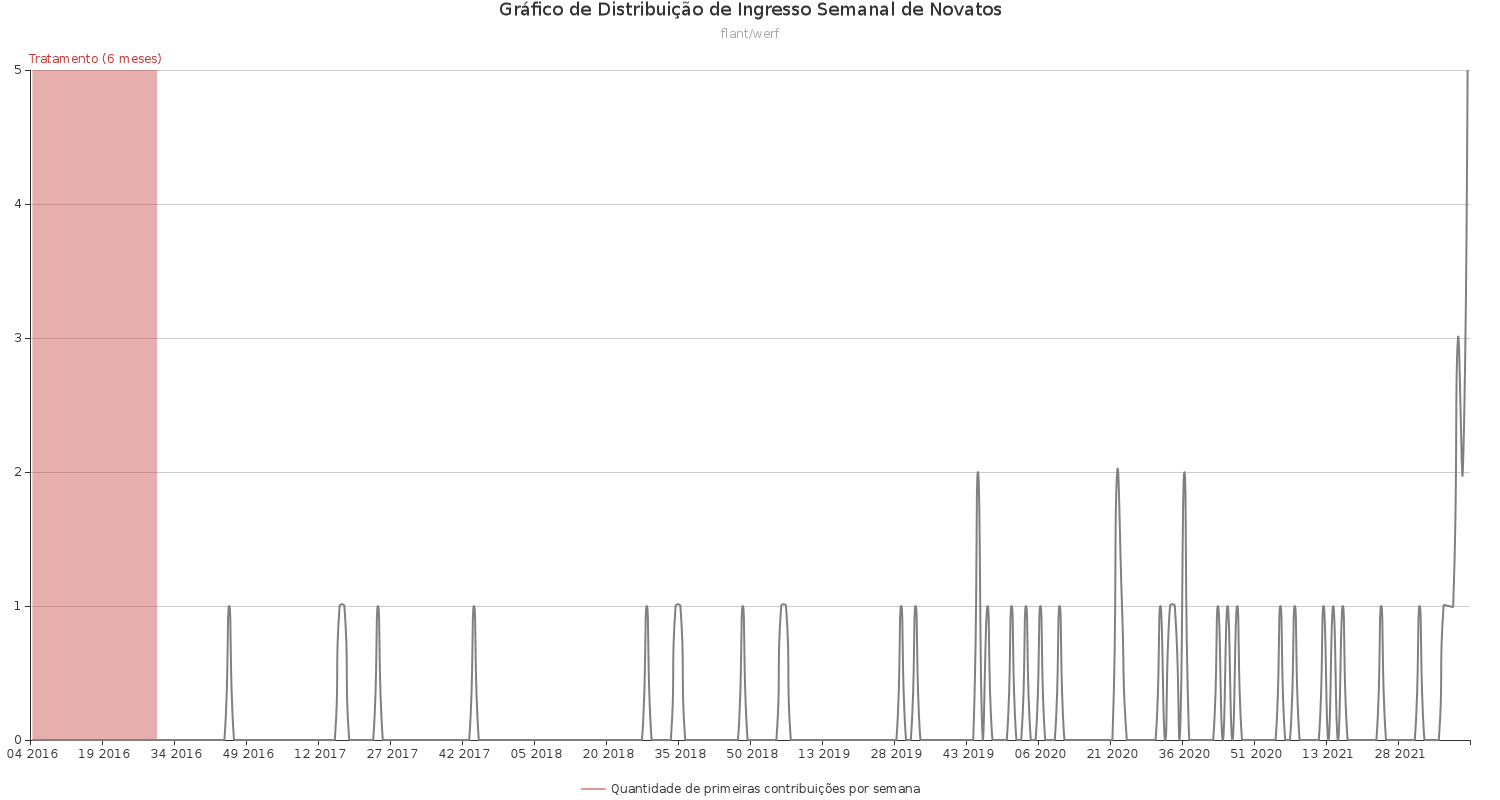 Gráfico de Distribuição de Ingresso Semanal de Novatos
flant/werf
Tratamento (6 meses)
5
4
3
2
1
0
04 2016 19 2016 34 2016 49 2016 12 2017 27 2017 42 2017 05 2018 20 2018 35 2018 50 2018 13 2019 28 2019 43 2019 06 2020 21 2020 36 2020 51 2020 13 2021 28 2021
Quantidade de primeiras contribuições por semana